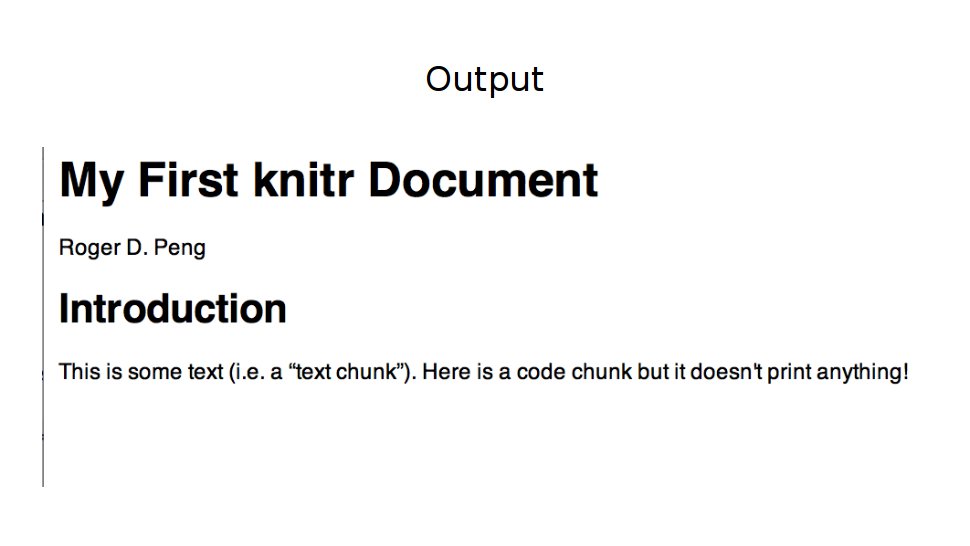 Output
My First knitr Document
Roger D. Peng
Introduction
This is some text (i.e. a “text chunk”). Here is a code chunk but it doesn't print anything!